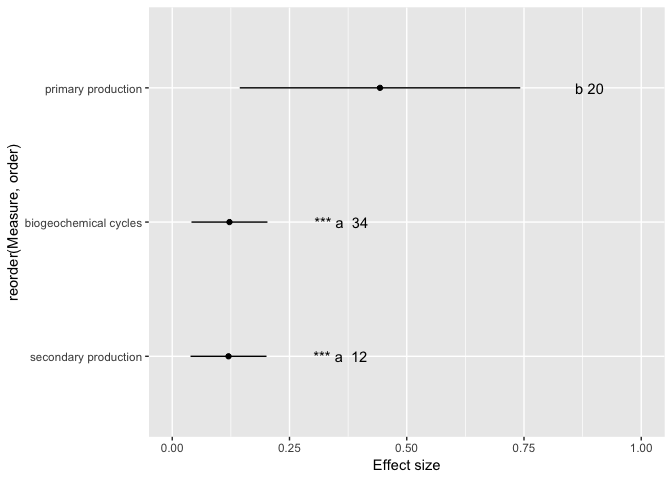 reorder(Measure, order)
primary production
b 20
biogeochemical cycles
*** a  34
secondary production
*** a  12
0.00 0.25 0.50 0.75 1.00
Effect size